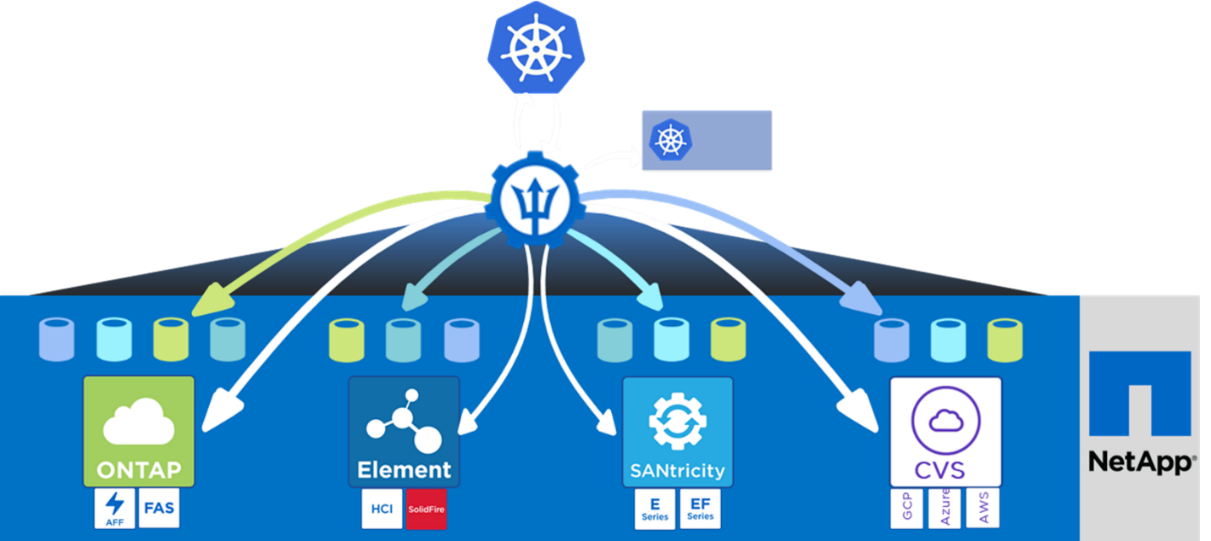 ONTAP
AFF
FAS
Element
HCI
SolidFire
SANtricity
E
Series
EF
Series
CVS
GCP
Azure
AWS
NetApp®